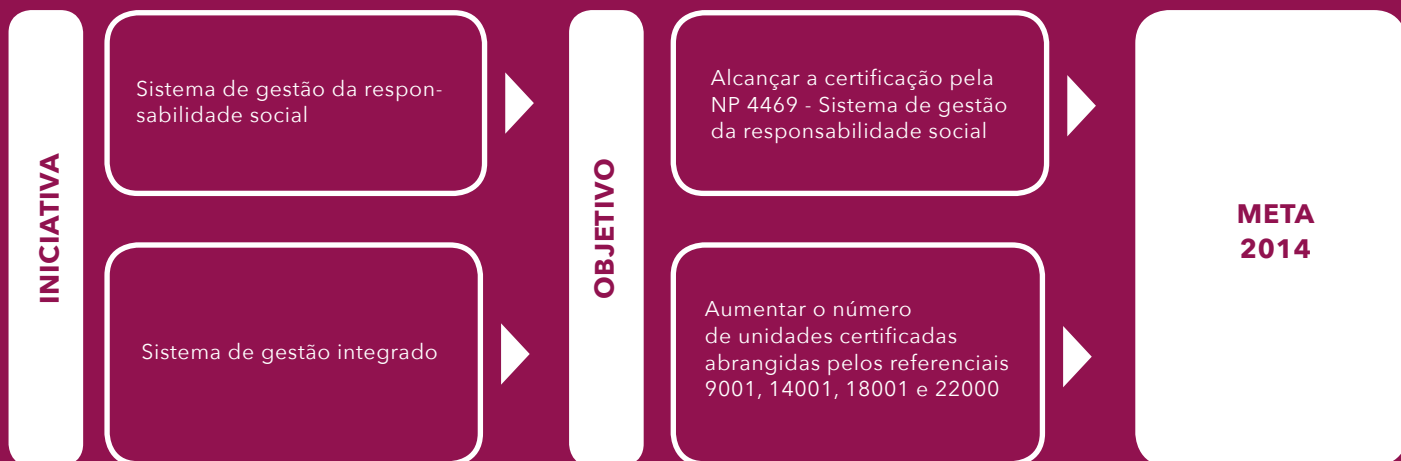 INICIATIVA
Sistema de gestão da respon-
sabilidade social
Sistema de gestão integrado
OBJETIVO
Alcançar a certificação pela
NP 4469 - Sistema de gestão
da responsabilidade social
Aumentar o número
de unidades certificadas
abrangidas pelos referenciais
9001, 14001, 18001 e 22000
META
2014